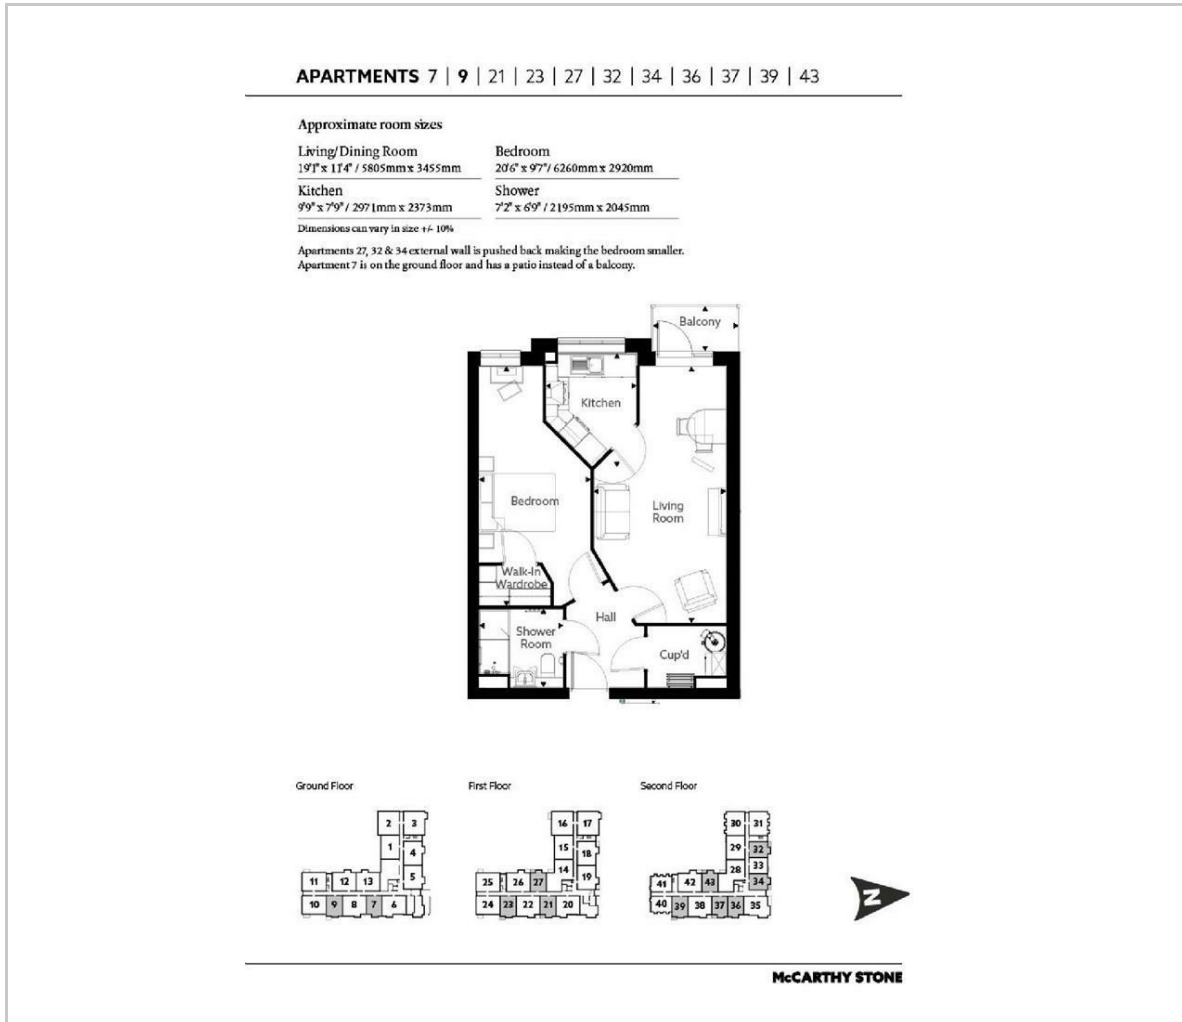 APARTMENTS 7 | 9 | 21 | 23 | 27 | 32 | 34 | 36 | 37 | 39 | 43
Approximate room sizes
Living/Dining Room
19'1" x 11'4" / 5805mm x 3455mm
Bedroom
20'6" x 9'7"/ 6260mm x 2920mm
Kitchen
9'9" x 7'9" / 2971mm x 2373mm
Shower
7'2" x 6'9" / 2195mm x 2045mm
Dimensions can vary in size +/- 10%
Apartments 27, 32 & 34 external wall is pushed back making the bedroom smaller.
Apartment 7 is on the ground floor and has a patio instead of a balcony.
Balcony
Kitchen
Bedroom
Living
Room
Walk-In
Wardrobe
Hall
Shower
Room
Cup'd
Ground Floor
2 3
1 4
5
11 12 13
10 9 8 7 6
First Floor
16 17
15 18
14 19
25 26 27
24 23 22 21 20
Second Floor
30 31
29 32
33
28 34
41 42 43
40 39 38 37 36 35
N
McCARTHY STONE